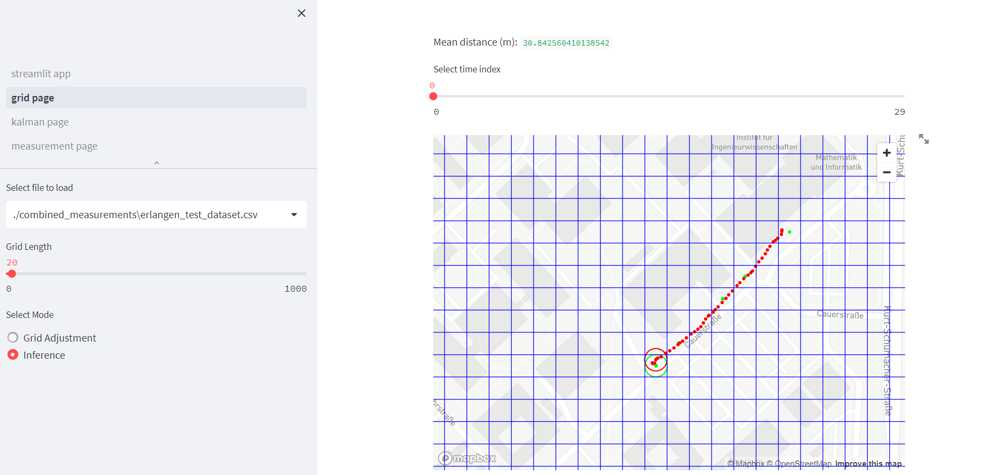 streamlit app
grid page
kalman page
measurement page
Select file to load
./combined_measurements\erlangen_test_dataset.csv
Grid Length
20
0 1000
Select Mode
Grid Adjustment
Inference
Mean distance (m): 30.842560410138542
Select time index
0
0 29
Institut für
Ingenieurwissenschaften
Mathematik
und Informatik
Kurt-Schu
Cauerstraße
Cauerstraße
Kurt-Schumacher-Straße
mapbox
© Mapbox © OpenStreetMap Improve this map